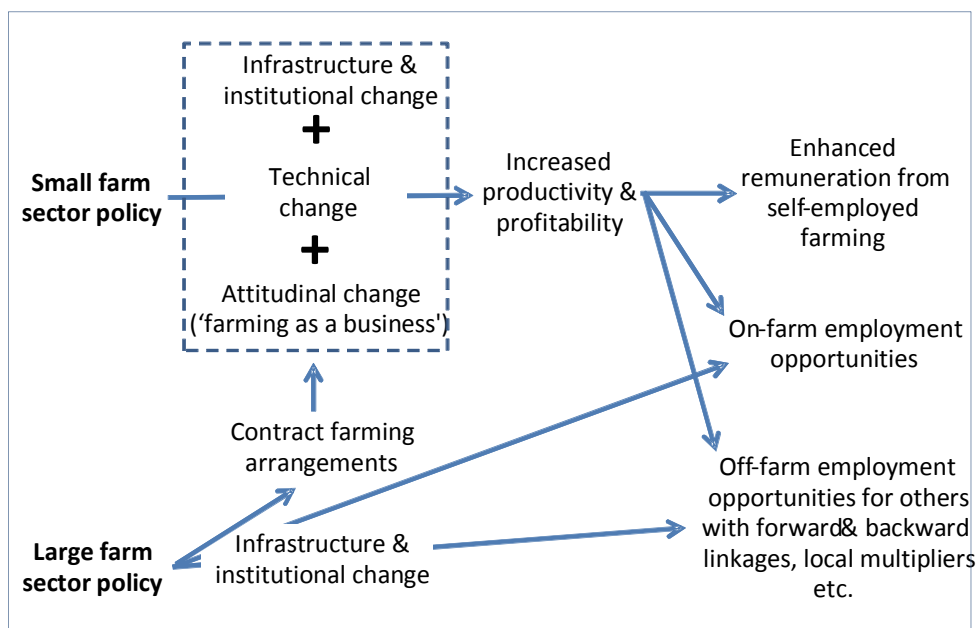 Infrastructure &
institutional change
+
Technical
change
+
Attitudinal change
(‘farming as a business')
Small farm
sector policy
Increased
productivity &
profitability
Enhanced
remuneration from
self-employed
farming
On-farm employment
opportunities
Contract farming
arrangements
Off-farm employment
opportunities for others
with forward& backward
linkages, local multipliers
etc.
Large farm
sector policy
Infrastructure &
institutional change